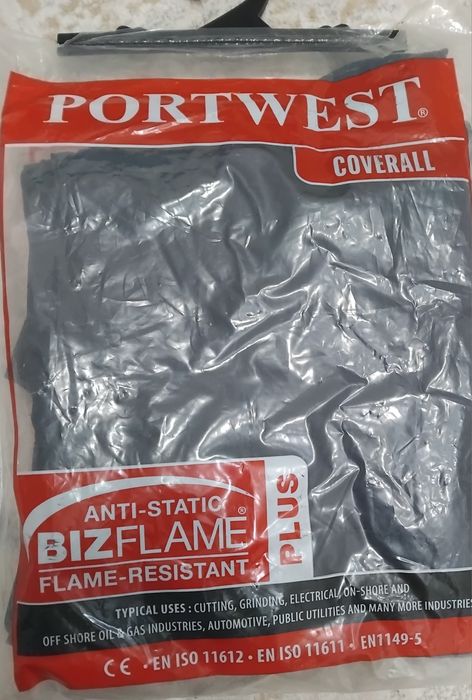 PORTWEST®
COVERALL
ANTI-STATIC
BIZFLAME®
PLUS
FLAME-RESISTANT
TYPICAL USES : CUTTING, GRINDING, ELECTRICAL, ON-SHORE AND
OFF SHORE OIL & GAS INDUSTRIES, AUTOMOTIVE, PUBLIC UTILITIES AND MANY MORE INDUSTRIES
CE • EN ISO 11612 • EN ISO 11611 • EN1149-5